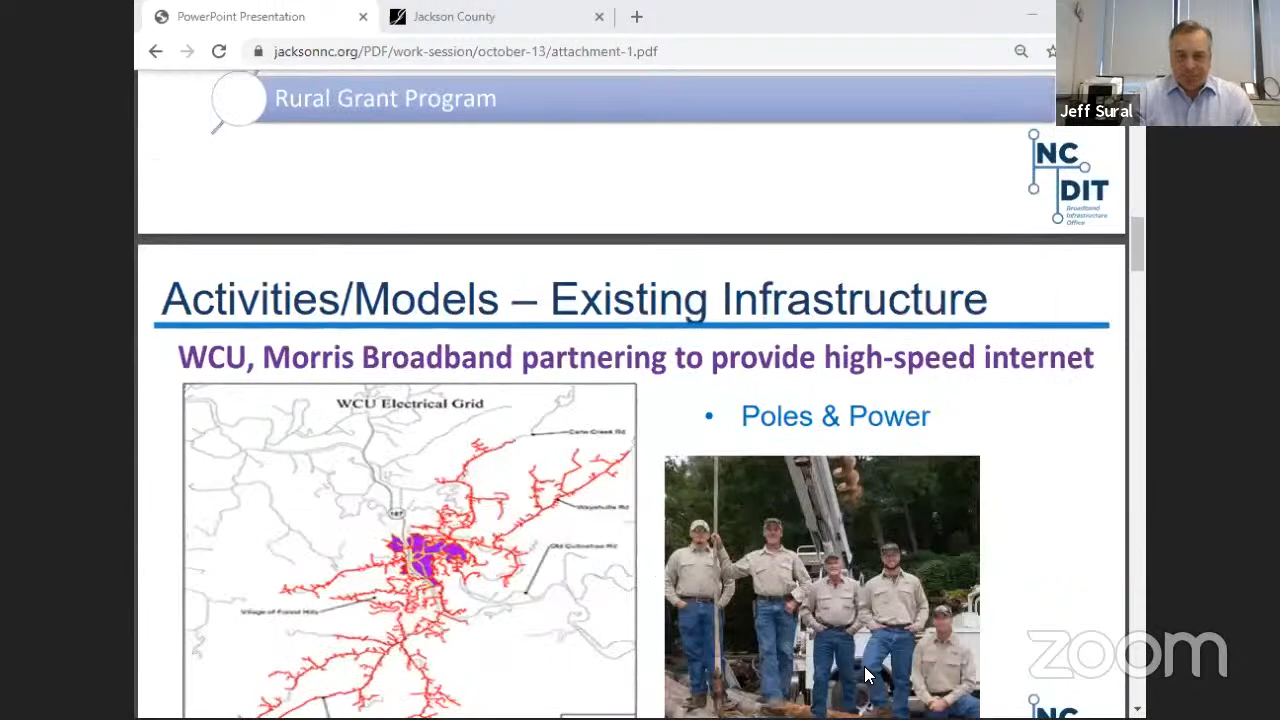 PowerPoint Presentation
Jackson County
jacksonnc.org/PDF/work-session/october-13/attachment-1.pdf
Rural Grant Program
Jeff Sural
NC
DIT
Broadband
Infrastructure
Office
Activities/Models – Existing Infrastructure
WCU, Morris Broadband partnering to provide high-speed internet
WCU Electrical Grid
• Poles & Power
Cane Creek Rd
107
Wayehutta Rd
Old Cullowhee Rd
Village of Forest Hills
zoom
NC